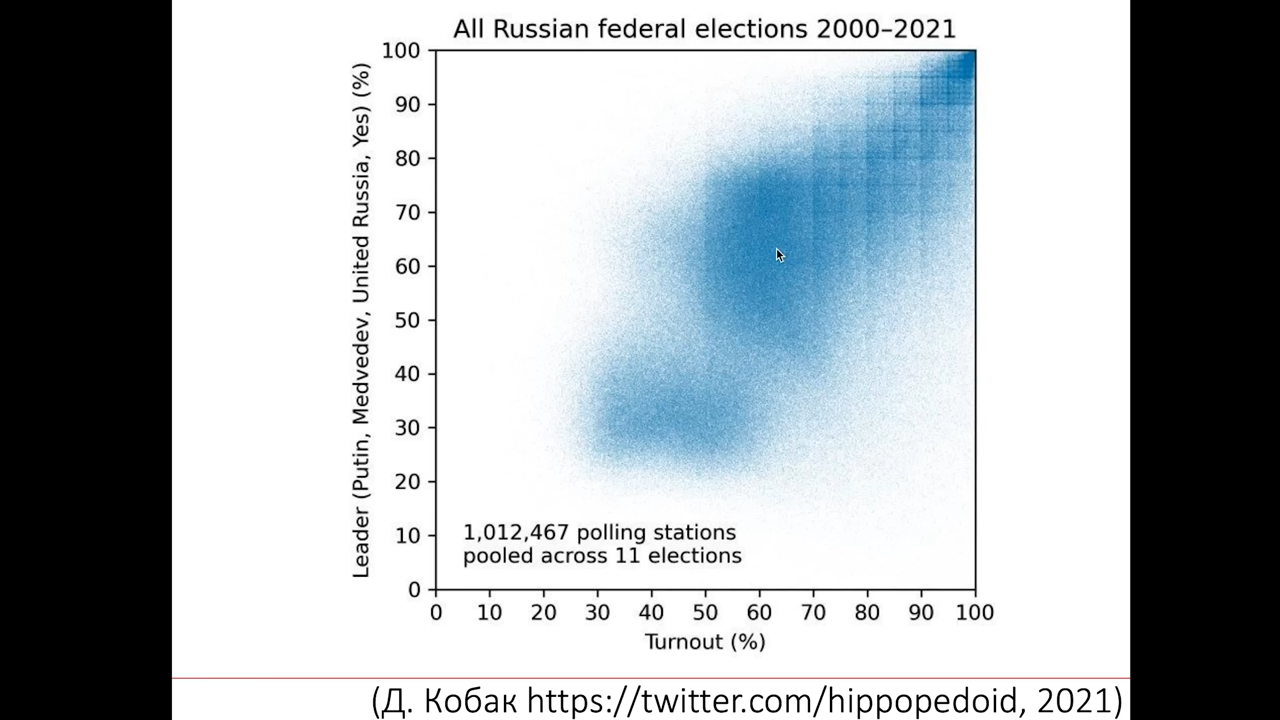 All Russian federal elections 2000–2021
Leader (Putin, Medvedev, United Russia, Yes) (%)
100
90
80
70
60
50
40
30
20
10
0
1,012,467 polling stations
pooled across 11 elections
0 10 20 30 40 50 60 70 80 90 100
Turnout (%)
(Д. Кобак https://twitter.com/hippopedoid, 2021)